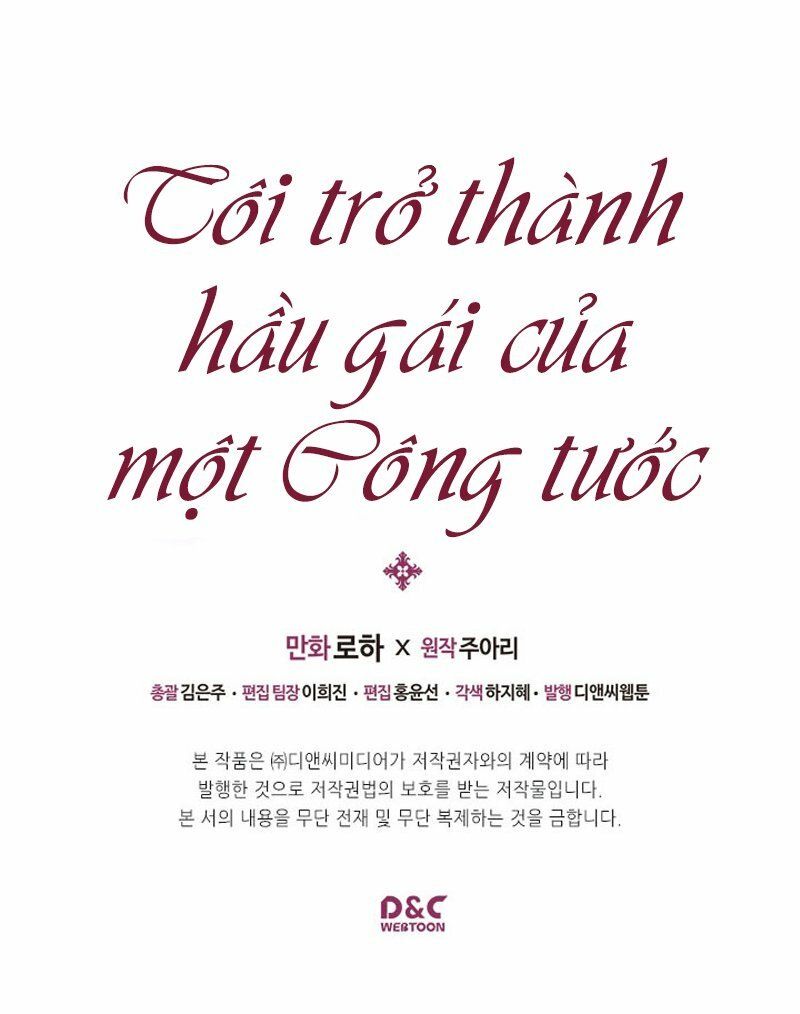 Tôi trở thành
hầu gái của
một Công tước
만화 로하 x 원작 주아리
총괄 김은주 · 편집 팀장 이희진 · 편집 홍윤선 · 각색 하지혜 · 발행 디앤씨웹툰
본 작품은 ㈜디앤씨미디어가 저작권자와의 계약에 따라
발행한 것으로 저작권법의 보호를 받는 저작물입니다.
본 서의 내용을 무단 전재 및 무단 복제하는 것을 금합니다.
D&C
WEBTOON